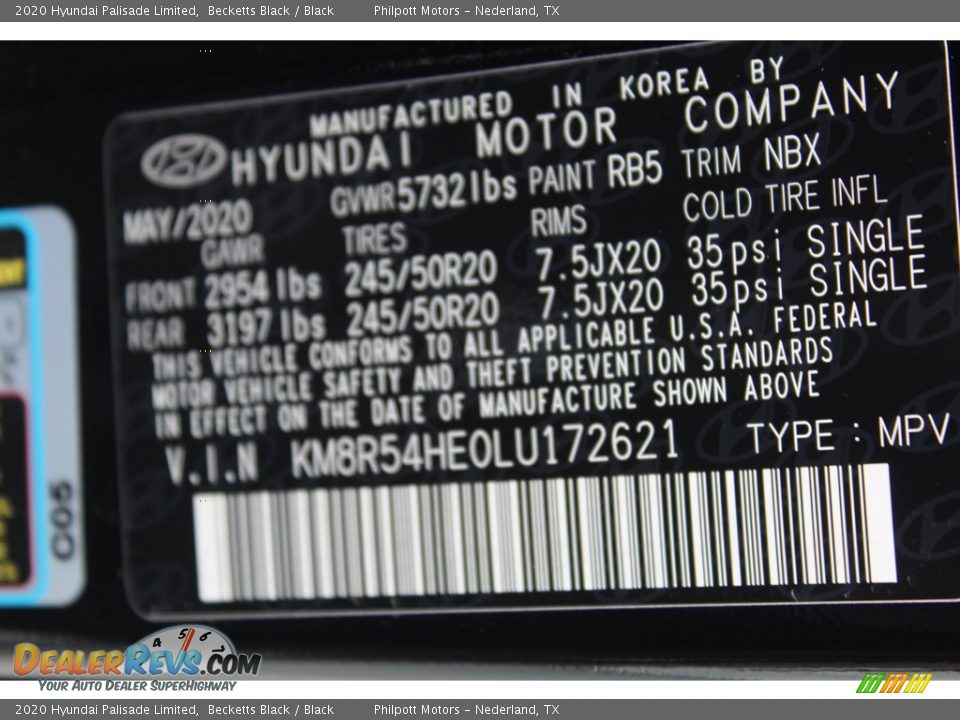 2020 Hyundai Palisade Limited, Becketts Black / Black Philpott Motors – Nederland, TX
MANUFACTURED IN KOREA BY
HYUNDAI MOTOR COMPANY
MAY/2020 GVWR 5732 lbs PAINT RB5 TRIM NBX
GAWR TIRES RIMS COLD TIRE INFL
FRONT 2954 lbs 245/50R20 7.5JX20 35psi SINGLE
REAR 3197 lbs 245/50R20 7.5JX20 35psi SINGLE
THIS VEHICLE CONFORMS TO ALL APPLICABLE U.S.A. FEDERAL
MOTOR VEHICLE SAFETY AND THEFT PREVENTION STANDARDS
IN EFFECT ON THE DATE OF MANUFACTURE SHOWN ABOVE
V.I.N KM8R54HE0LU172621 TYPE : MPV
C05
4 5 6
DEALERREVS.COM
YOUR AUTO DEALER SUPERHIGHWAY
2020 Hyundai Palisade Limited, Becketts Black / Black Philpott Motors – Nederland, TX